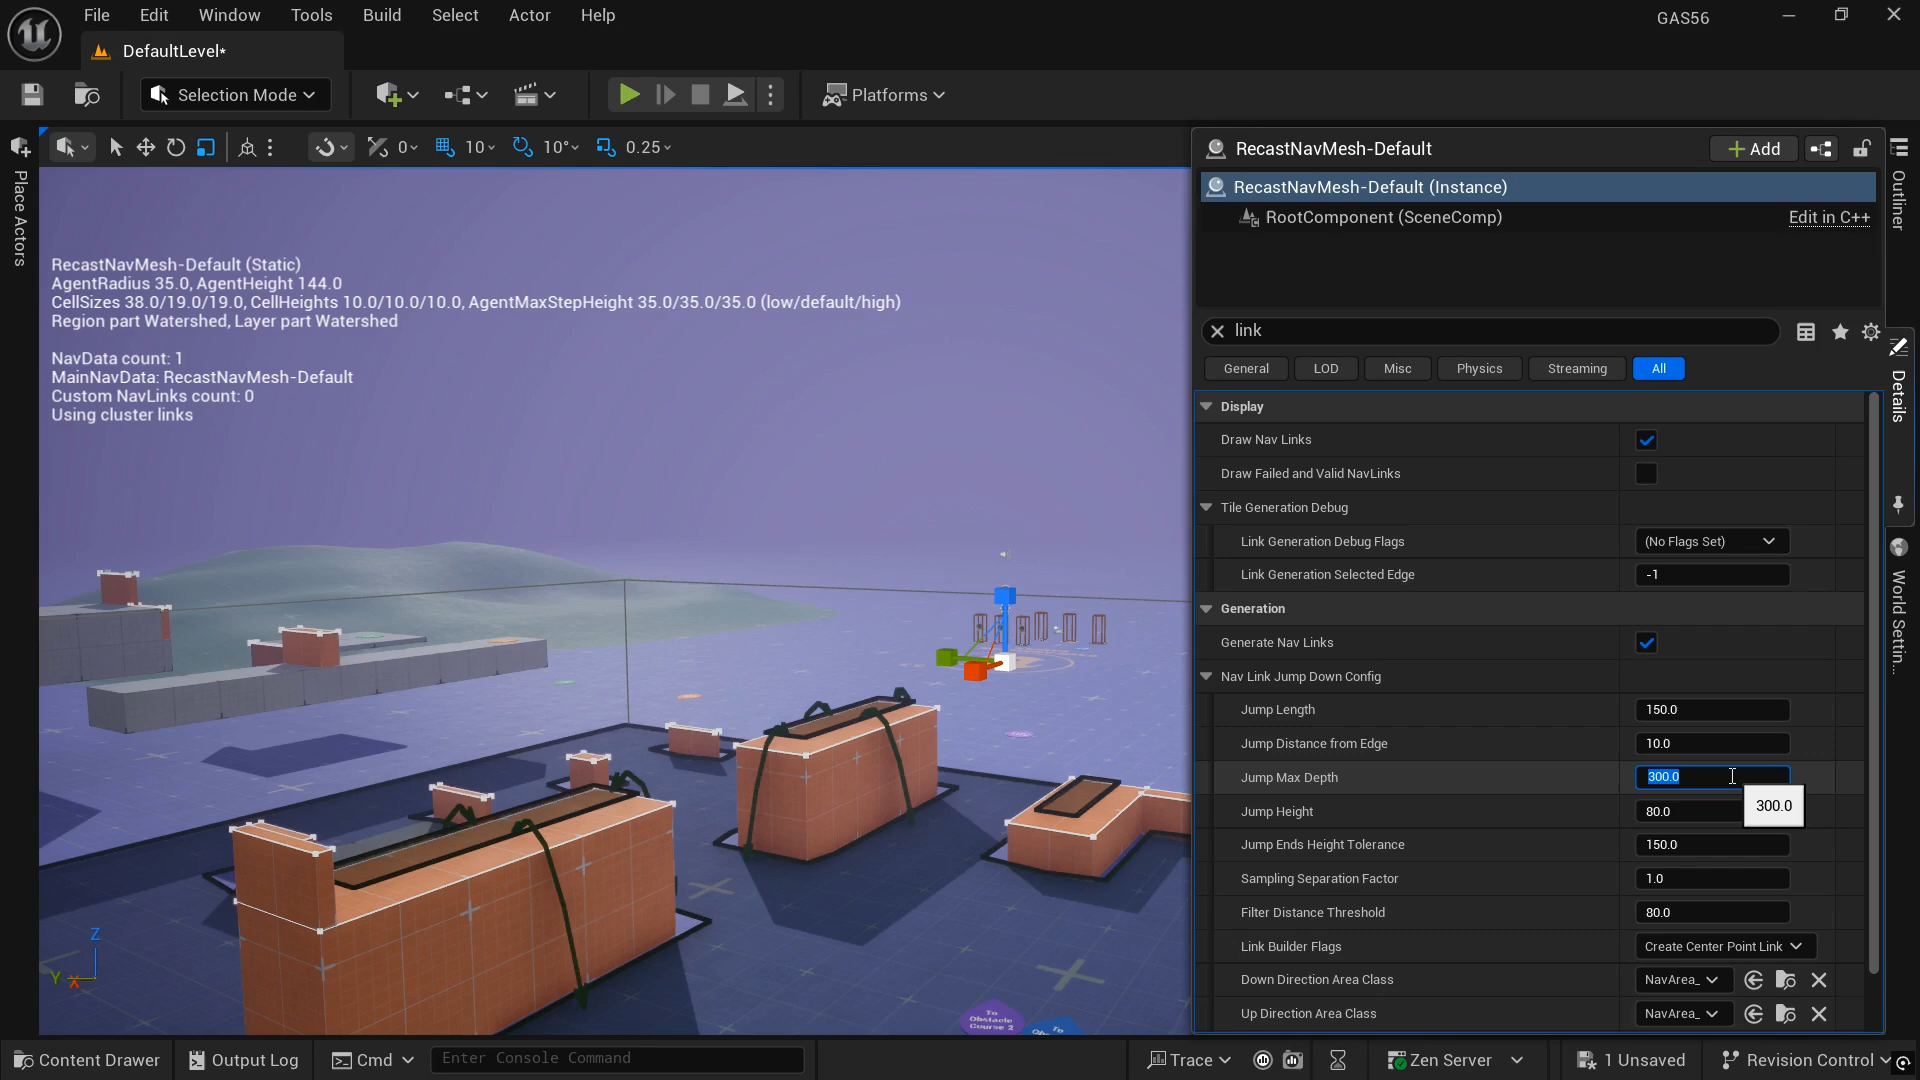 File Edit Window Tools Build Select Actor Help
GAS56
DefaultLevel*
Selection Mode
Platforms
0 10 10° 0.25
Place Actors
RecastNavMesh-Default (Static)
AgentRadius 35.0, AgentHeight 144.0
CellSizes 38.0/19.0/19.0, CellHeights 10.0/10.0/10.0, AgentMaxStepHeight 35.0/35.0/35.0 (low/default/high)
Region part Watershed, Layer part Watershed
NavData count: 1
MainNavData: RecastNavMesh-Default
Custom NavLinks count: 0
Using cluster links
Z
Y
X
To
Obstacle
Course 2
RecastNavMesh-Default
Add
RecastNavMesh-Default (Instance)
RootComponent (SceneComp) Edit in C++
link
General LOD Misc Physics Streaming All
Display
Draw Nav Links
Draw Failed and Valid NavLinks
Tile Generation Debug
Link Generation Debug Flags (No Flags Set)
Link Generation Selected Edge -1
Generation
Generate Nav Links
Nav Link Jump Down Config
Jump Length 150.0
Jump Distance from Edge 10.0
Jump Max Depth 300.0
300.0
Jump Height 80.0
Jump Ends Height Tolerance 150.0
Sampling Separation Factor 1.0
Filter Distance Threshold 80.0
Link Builder Flags Create Center Point Link
Down Direction Area Class NavArea_
Up Direction Area Class NavArea_
Outliner
Details
World Settin...
Content Drawer Output Log Cmd Enter Console Command Trace Zen Server 1 Unsaved Revision Control